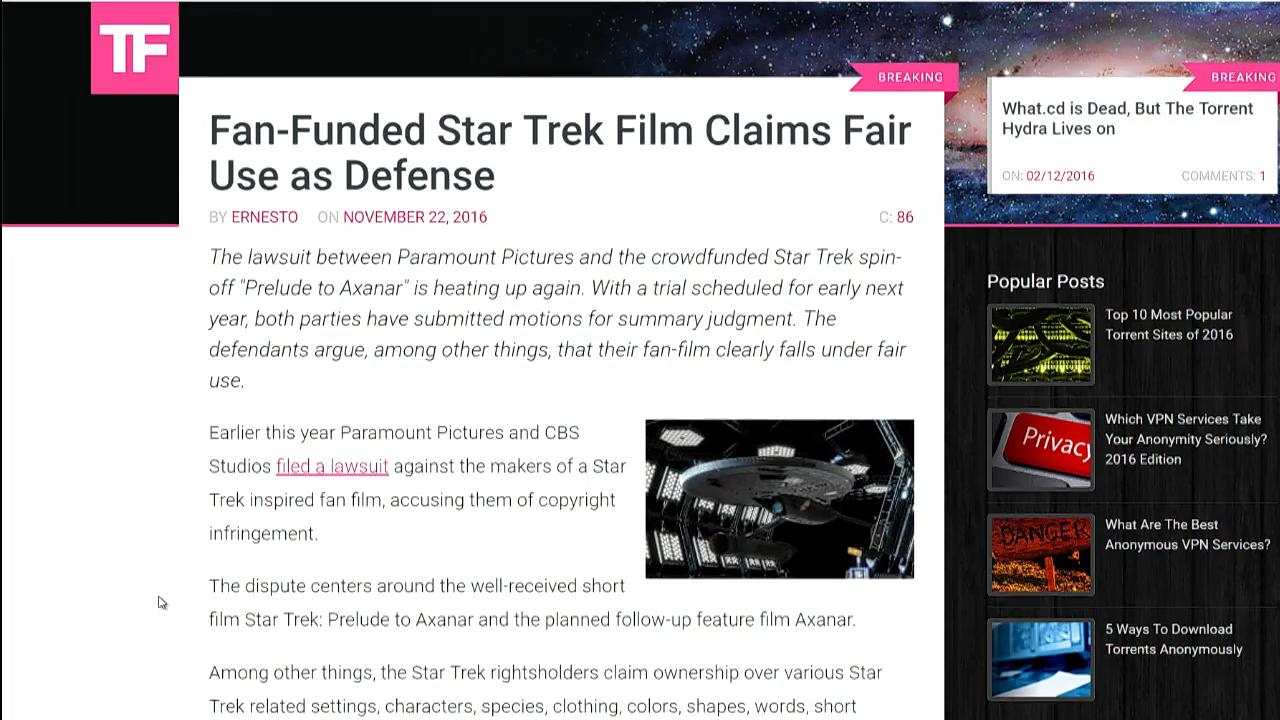 TF
BREAKING
Fan-Funded Star Trek Film Claims Fair
Use as Defense
BY ERNESTO ON NOVEMBER 22, 2016 C: 86
The lawsuit between Paramount Pictures and the crowdfunded Star Trek spin-
off "Prelude to Axanar" is heating up again. With a trial scheduled for early next
year, both parties have submitted motions for summary judgment. The
defendants argue, among other things, that their fan-film clearly falls under fair
use.
Earlier this year Paramount Pictures and CBS
Studios filed a lawsuit against the makers of a Star
Trek inspired fan film, accusing them of copyright
infringement.
The dispute centers around the well-received short
film Star Trek: Prelude to Axanar and the planned follow-up feature film Axanar.
Among other things, the Star Trek rightsholders claim ownership over various Star
Trek related settings, characters, species, clothing, colors, shapes, words, short
BREAKING
What.cd is Dead, But The Torrent
Hydra Lives on
ON: 02/12/2016 COMMENTS: 1
Popular Posts
Top 10 Most Popular
Torrent Sites of 2016
Privacy
Which VPN Services Take
Your Anonymity Seriously?
2016 Edition
DANGER
What Are The Best
Anonymous VPN Services?
5 Ways To Download
Torrents Anonymously